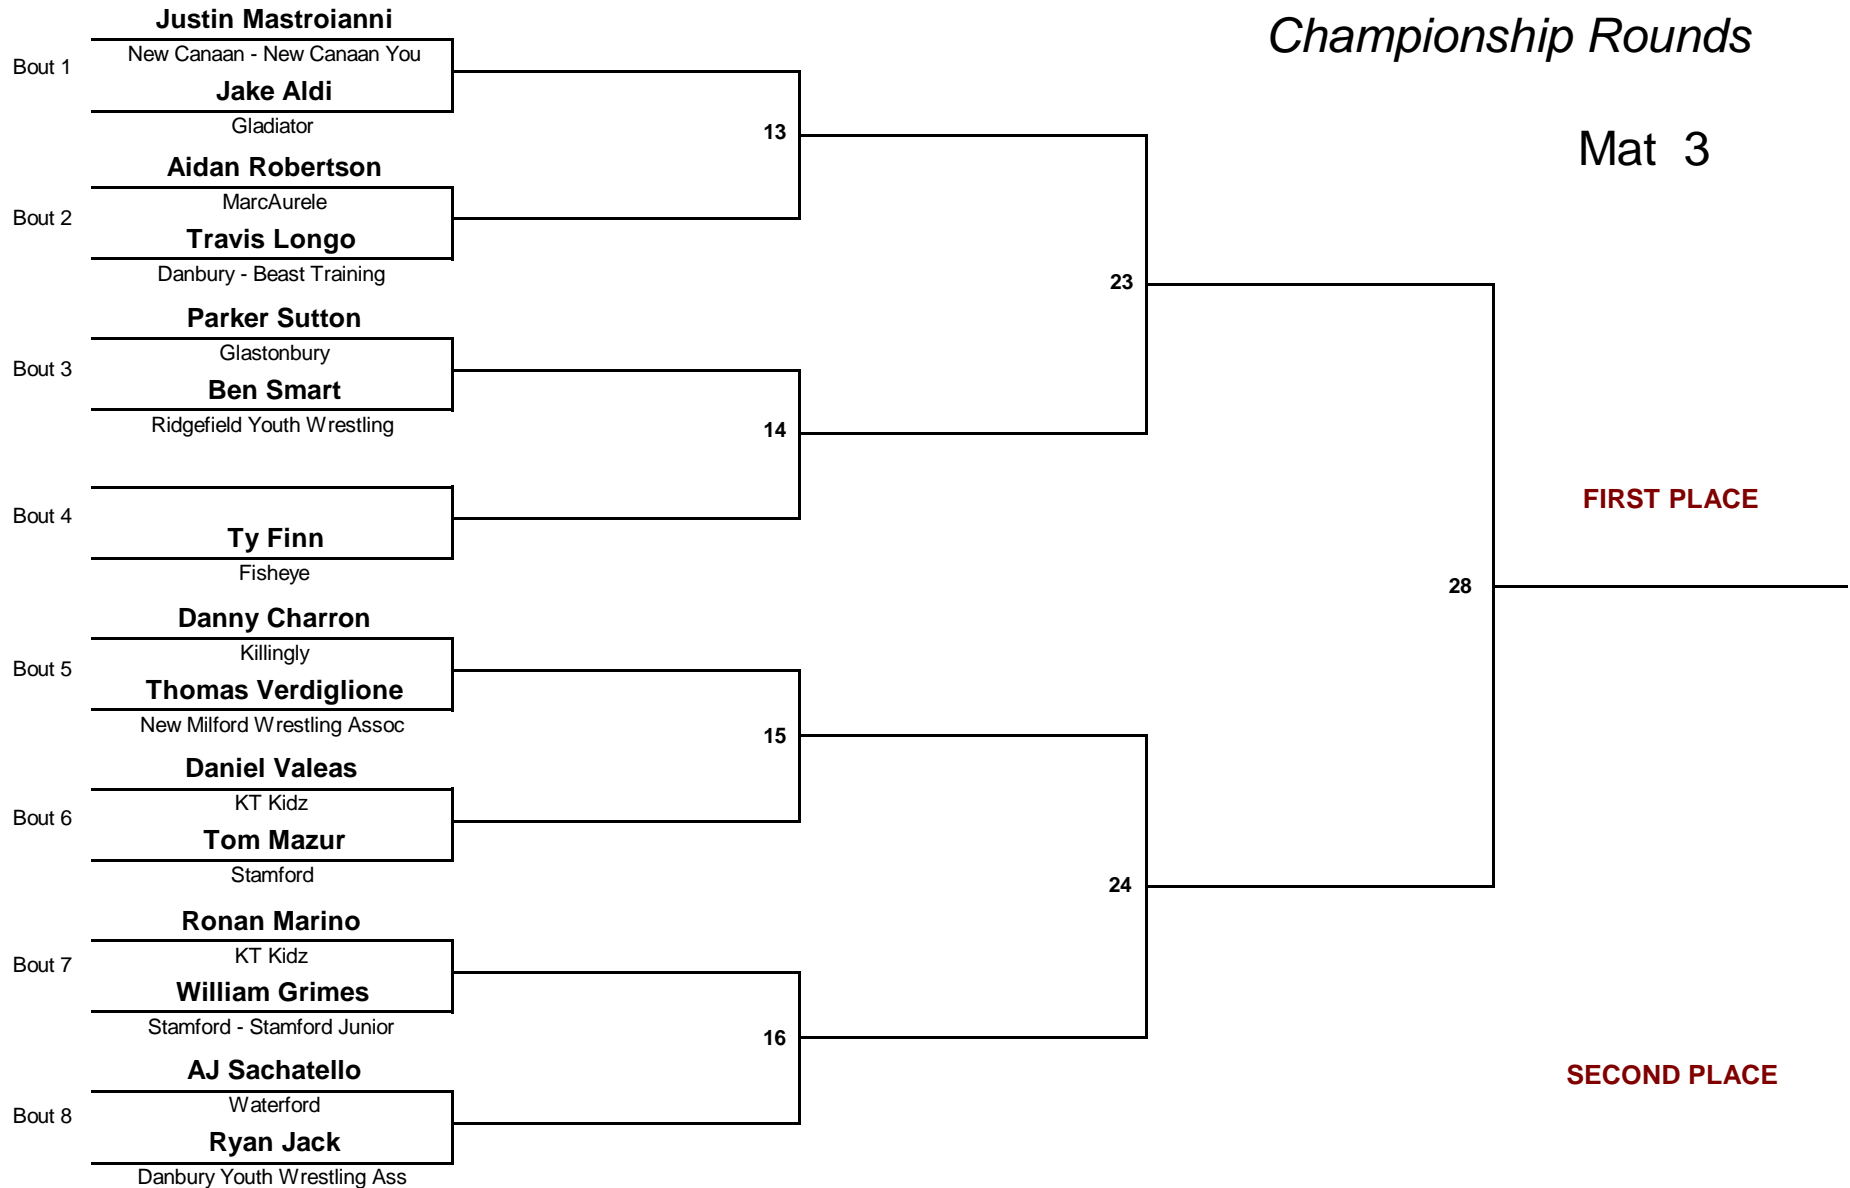 Championship Rounds
Mat 3
Justin Mastroianni
Bout 1
New Canaan - New Canaan You
Jake Aldi
Gladiator
13
Aidan Robertson
Bout 2
MarcAurele
Travis Longo
Danbury - Beast Training
23
Parker Sutton
Bout 3
Glastonbury
Ben Smart
Ridgefield Youth Wrestling
14
Bout 4
Ty Finn
Fisheye
FIRST PLACE
28
Danny Charron
Bout 5
Killingly
Thomas Verdiglione
New Milford Wrestling Assoc
15
Daniel Valeas
Bout 6
KT Kidz
Tom Mazur
Stamford
24
Ronan Marino
Bout 7
KT Kidz
William Grimes
Stamford - Stamford Junior
16
AJ Sachatello
Bout 8
Waterford
Ryan Jack
Danbury Youth Wrestling Ass
SECOND PLACE